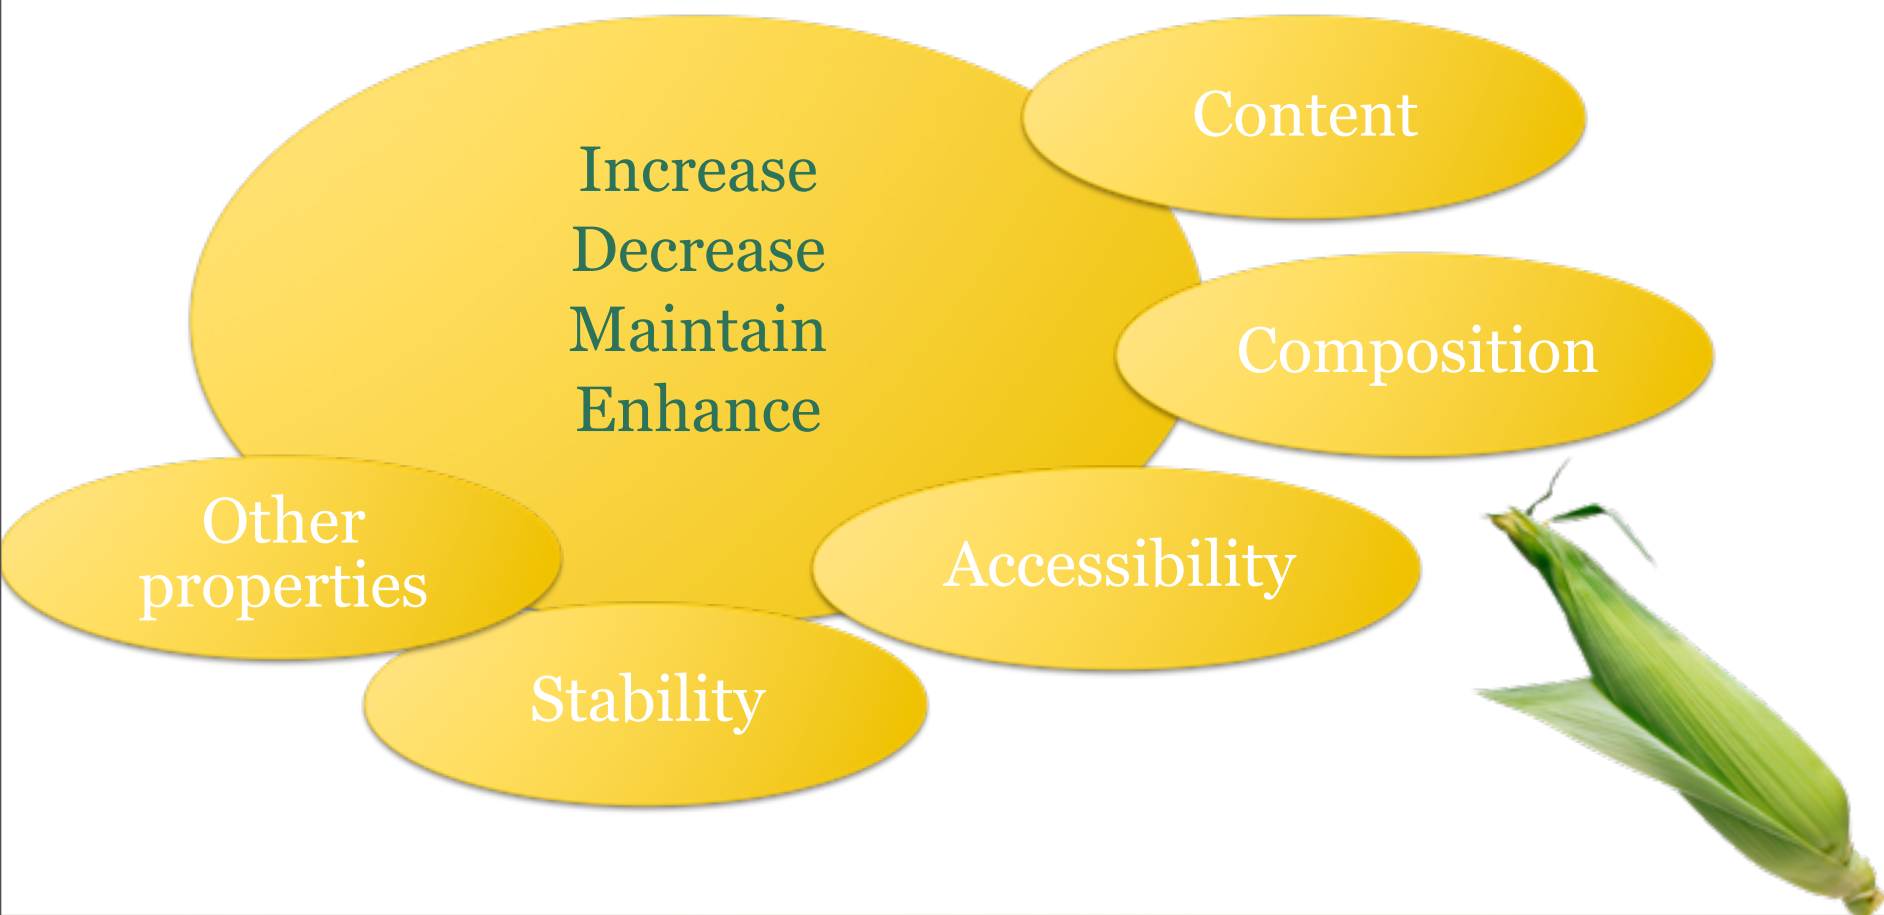 Increase
Decrease
Maintain
Enhance
Content
Composition
Accessibility
Stability
Other
properties